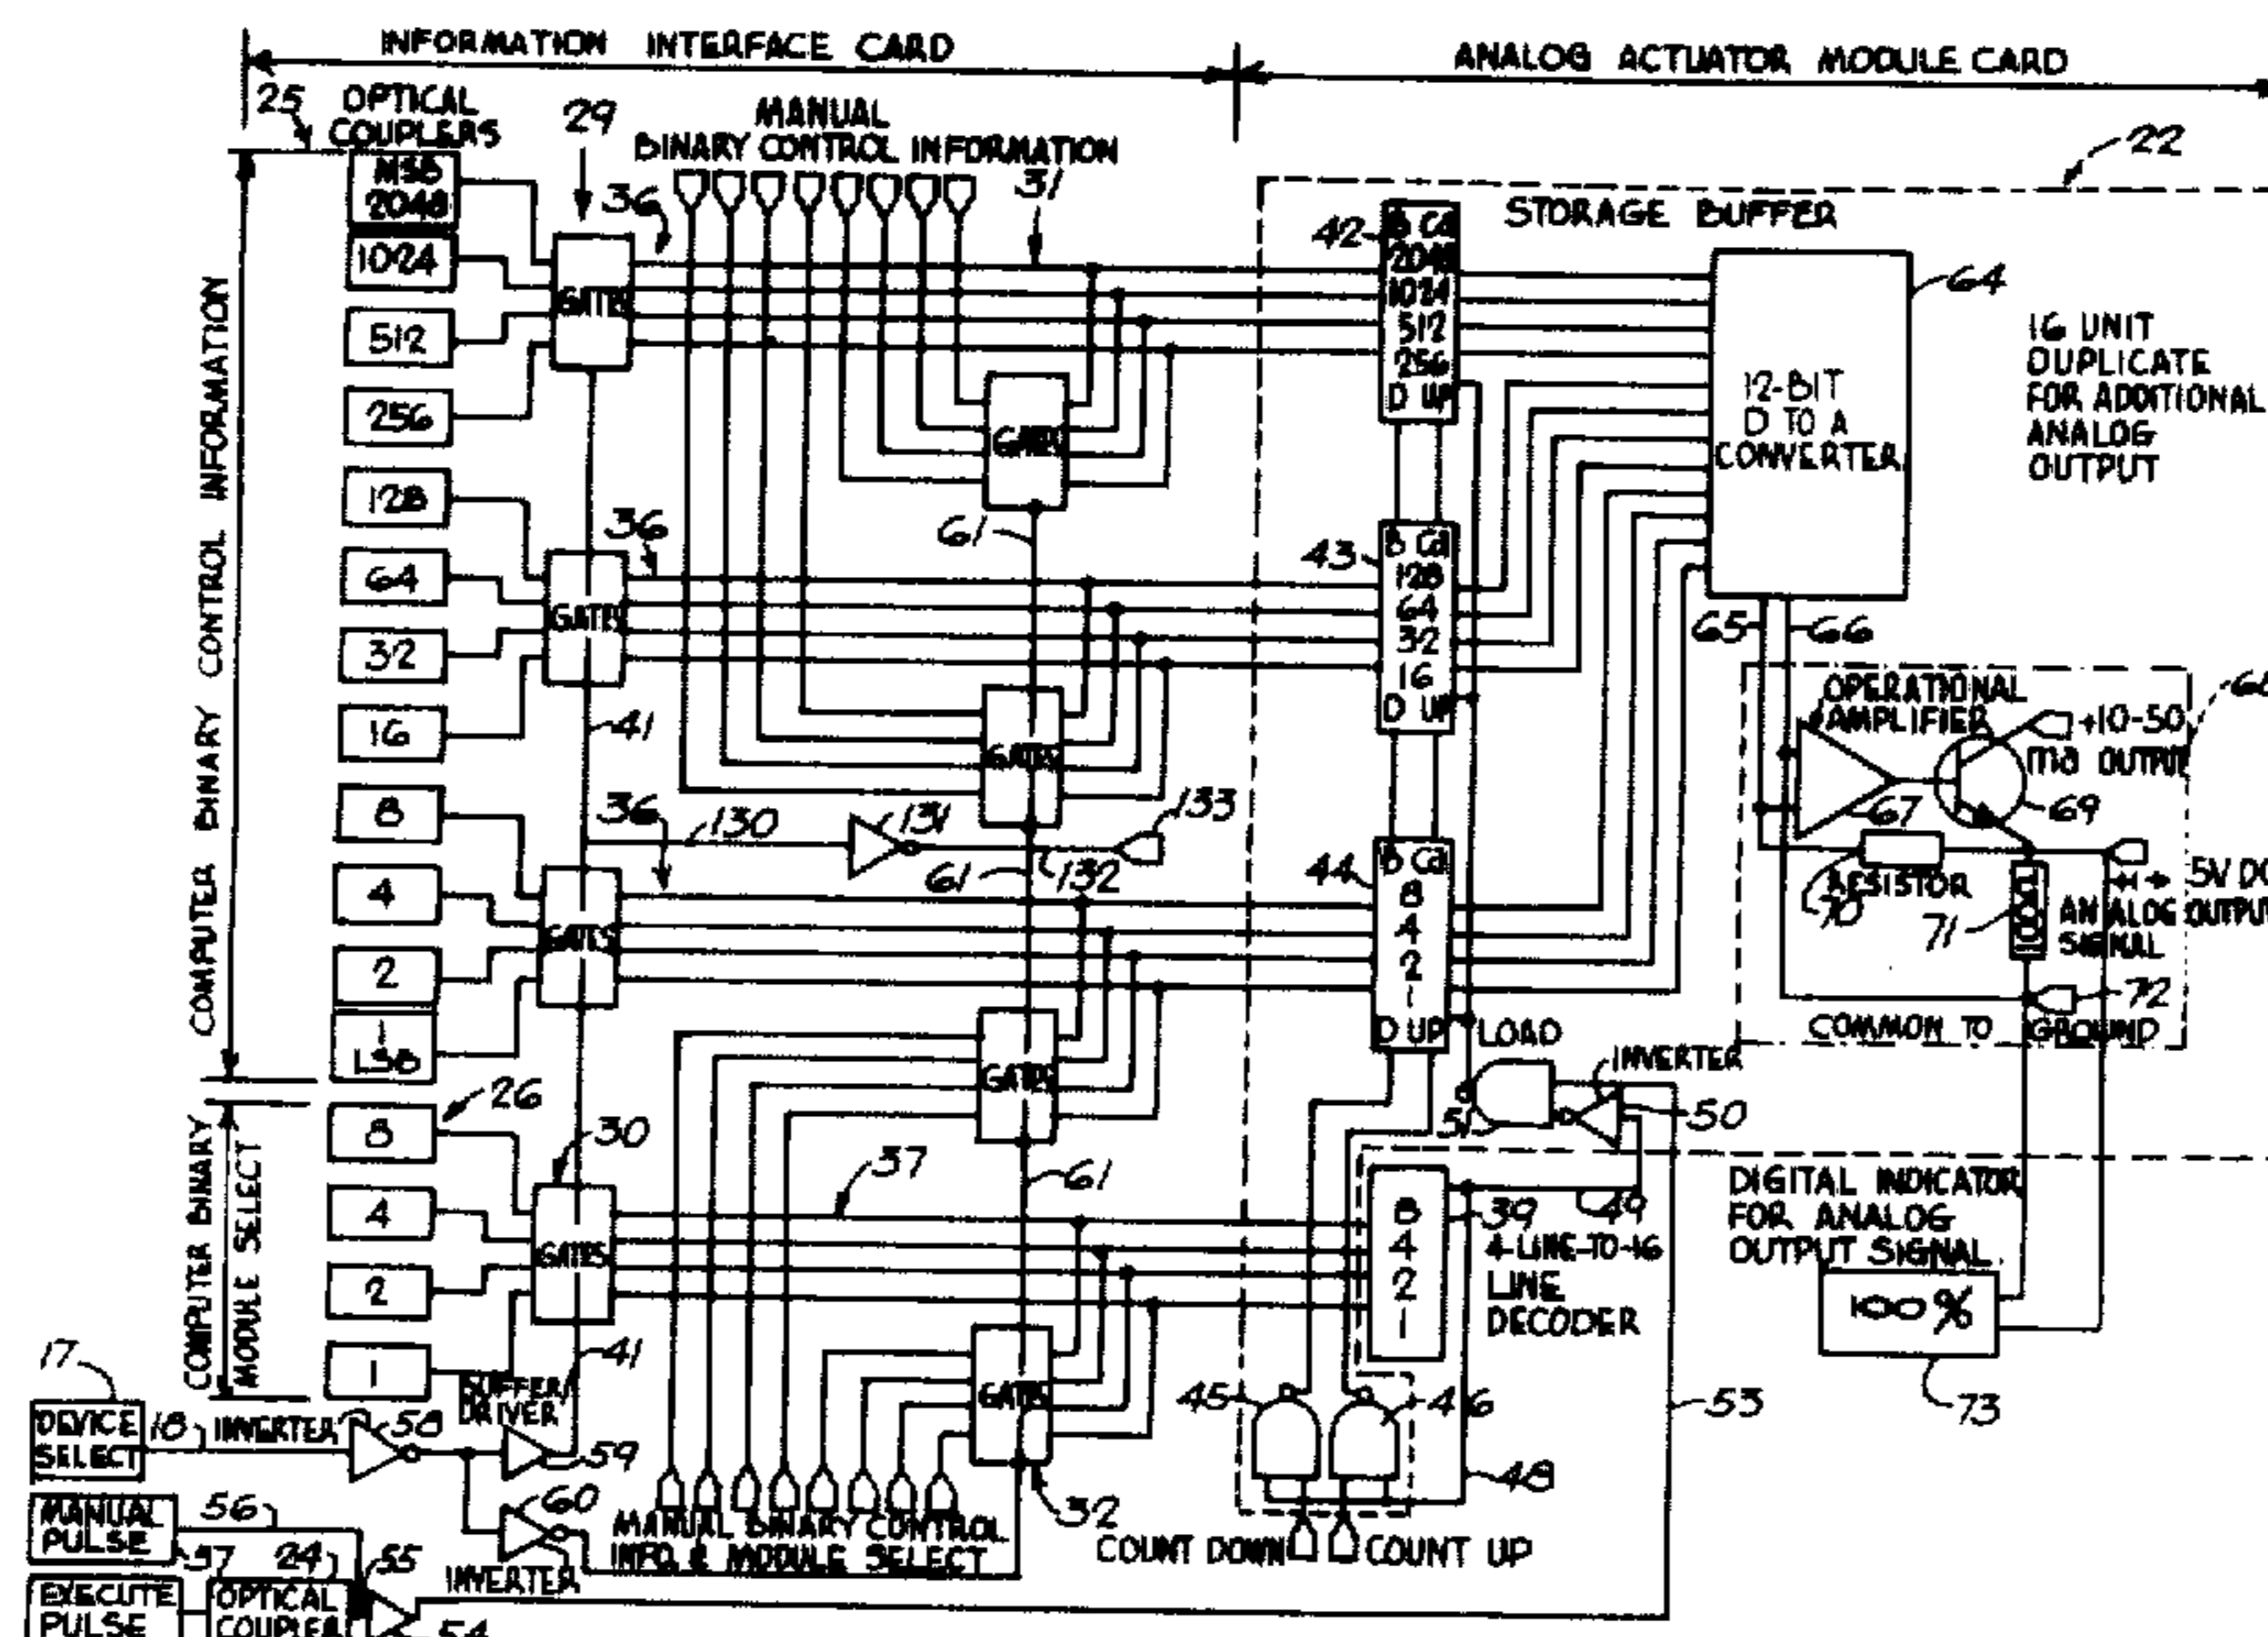 INFORMATION INTERFACE CARD
ANALOG ACTUATOR MODULE CARD
25
OPTICAL
COUPLERS
29
MANUAL
BINARY CONTROL INFORMATION
31
36
22
STORAGE BUFFER
COMPUTER BINARY CONTROL INFORMATION
MSB
2048
1024
512
256
128
64
32
16
8
4
2
1
LSB
GATES
GATES
61
42
B Ca
2048
1024
512
256
D UP
64
12-BIT
D TO A
CONVERTER
16 UNIT
DUPLICATE
FOR ADDITIONAL
ANALOG
OUTPUT
36
GATES
41
GATES
43
B Ca
128
64
32
16
D UP
65
66
OPERATIONAL
AMPLIFIER
+10-50
ma OUTPUT
67
69
36
130
131
133
132
61
GATES
GATES
44
B Ca
8
4
2
1
D UP
LOAD
RESISTOR
70
71
100Ω
5V DC
ANALOG OUTPUT
SIGNAL
72
COMMON TO GROUND
COMPUTER BINARY
MODULE SELECT
26
8
4
2
1
30
GATES
37
61
41
51
INVERTER
50
8
4
2
1
39
49
4-LINE-TO-16
LINE
DECODER
DIGITAL INDICATOR
FOR ANALOG
OUTPUT SIGNAL
100%
73
GATES
32
45
46
53
48
17
DEVICE
SELECT
18
INVERTER
58
BUFFER/
DRIVER
59
60
INVERTER
MANUAL BINARY CONTROL
INFO. & MODULE SELECT
COUNT DOWN
COUNT UP
MANUAL
PULSE
56
57
24
55
EXECUTE
PULSE
OPTICAL
COUPLER
54